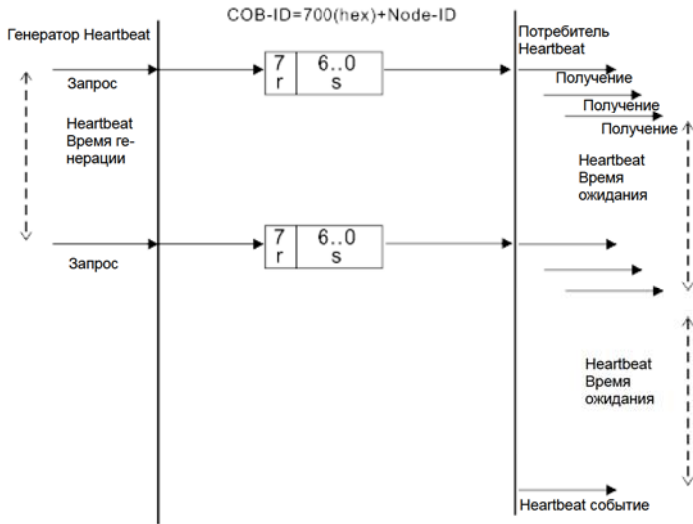 COB-ID=700(hex)+Node-ID
Генератор Heartbeat
Потребитель
Heartbeat
7
6..0
r
s
Запрос
Получение
Получение
Получение
Heartbeat
Время ге-
нерации
Heartbeat
Время
ожидания
7
6..0
r
s
Запрос
Heartbeat
Время
ожидания
Heartbeat событие